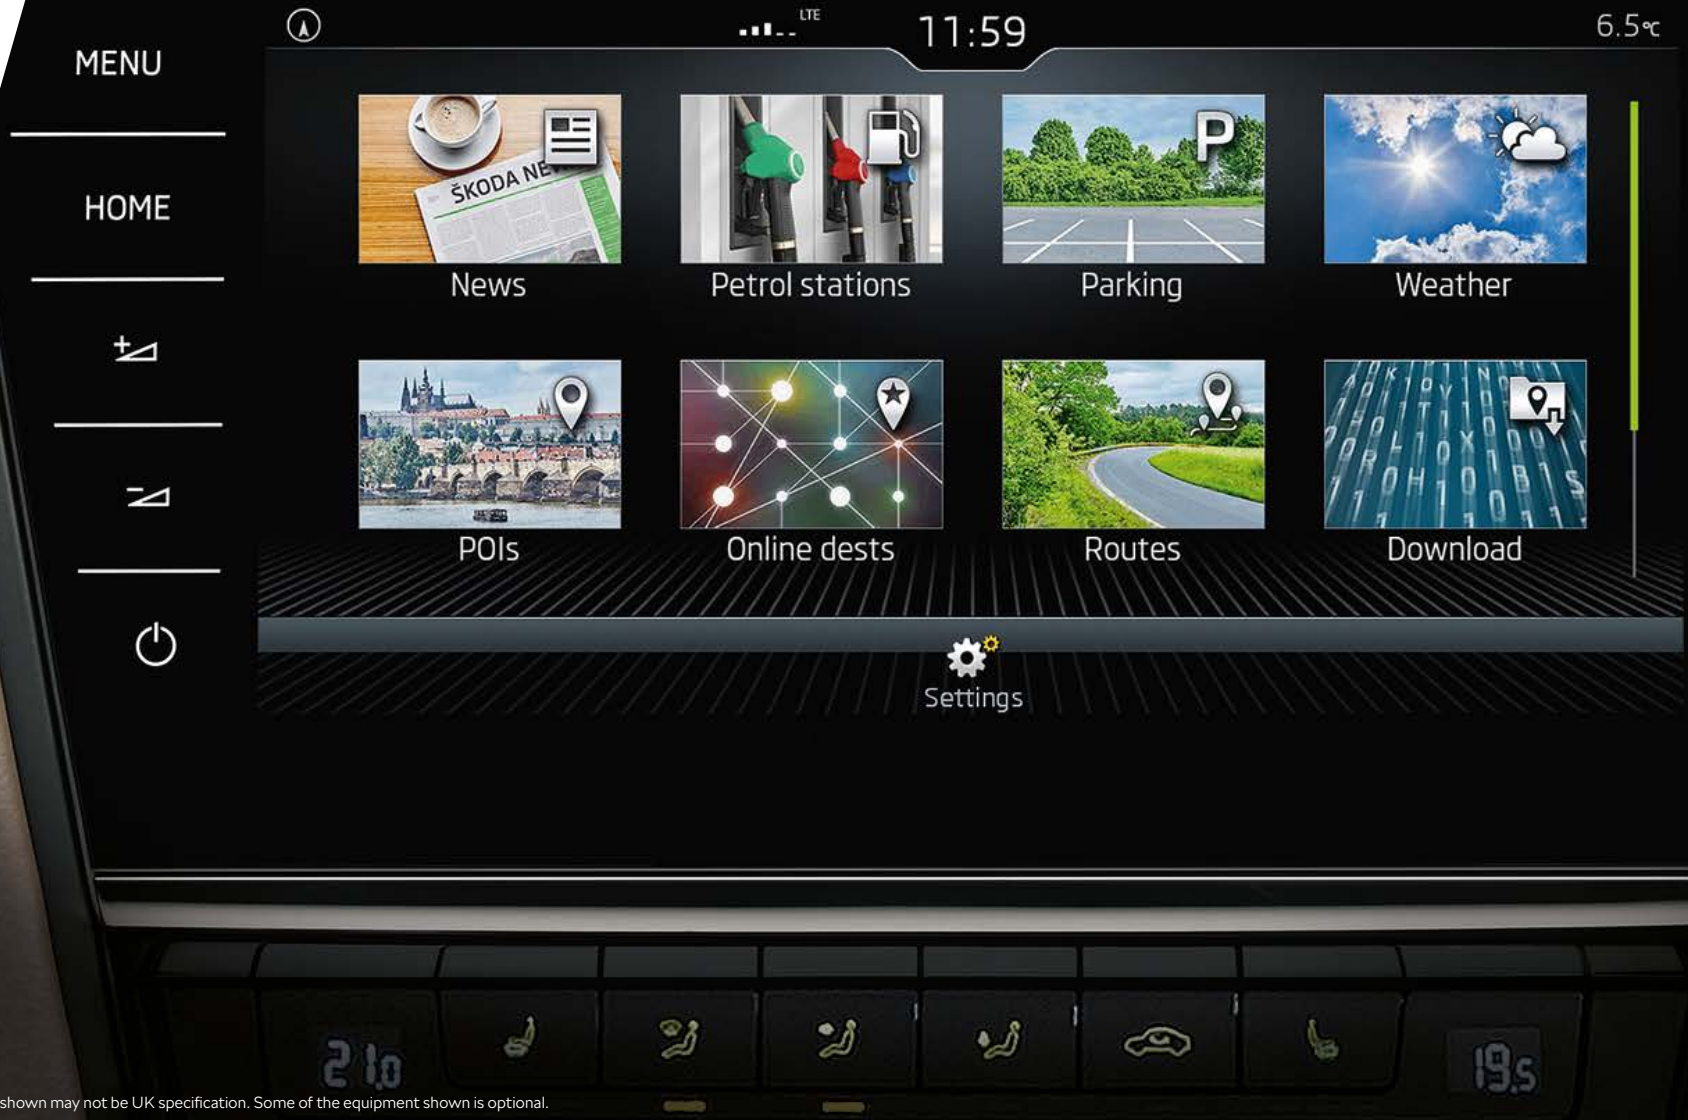 LTE
11:59
6.5°C
MENU
HOME
ŠKODA NE
News
Petrol stations
Parking
Weather
POIs
Online dests
Routes
Download
Settings
21.0
19.5
shown may not be UK specification. Some of the equipment shown is optional.